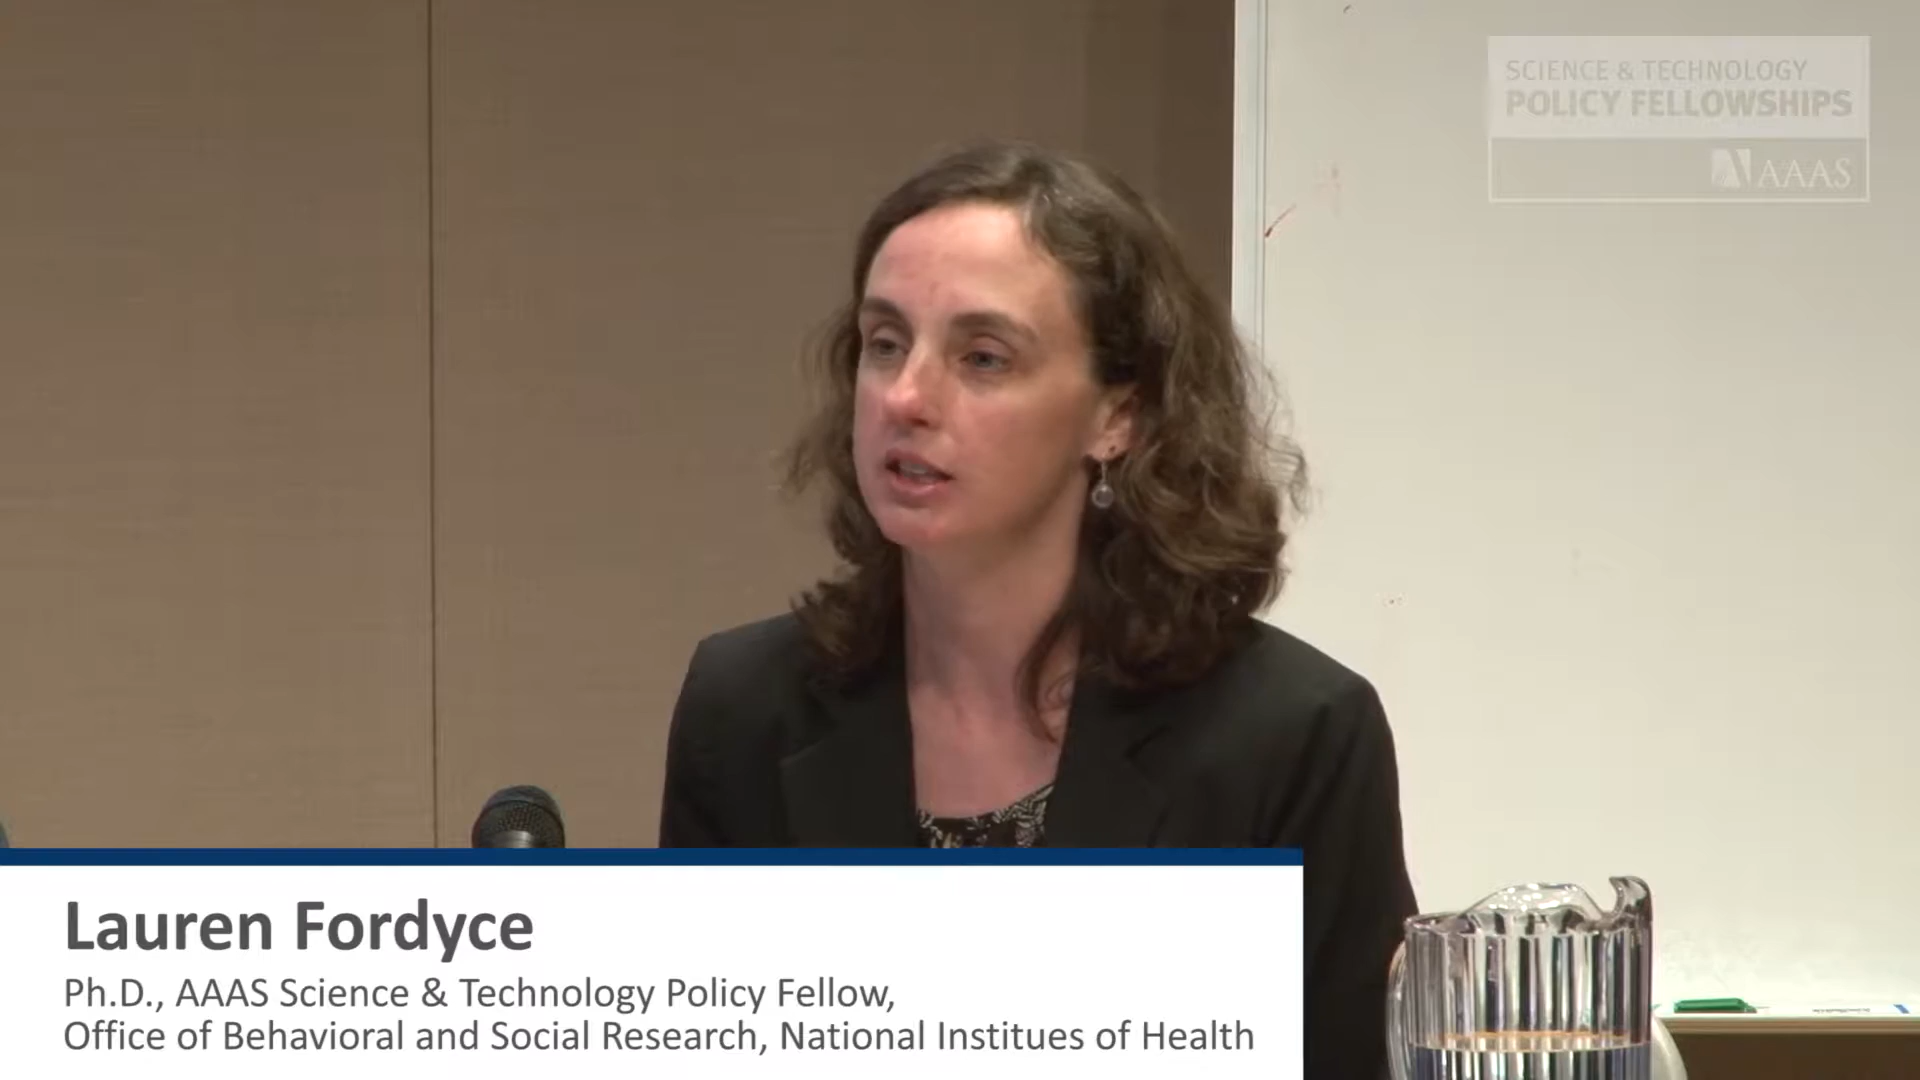 SCIENCE & TECHNOLOGY
POLICY FELLOWSHIPS
AAAS
Lauren Fordyce
Ph.D., AAAS Science & Technology Policy Fellow,
Office of Behavioral and Social Research, National Institues of Health